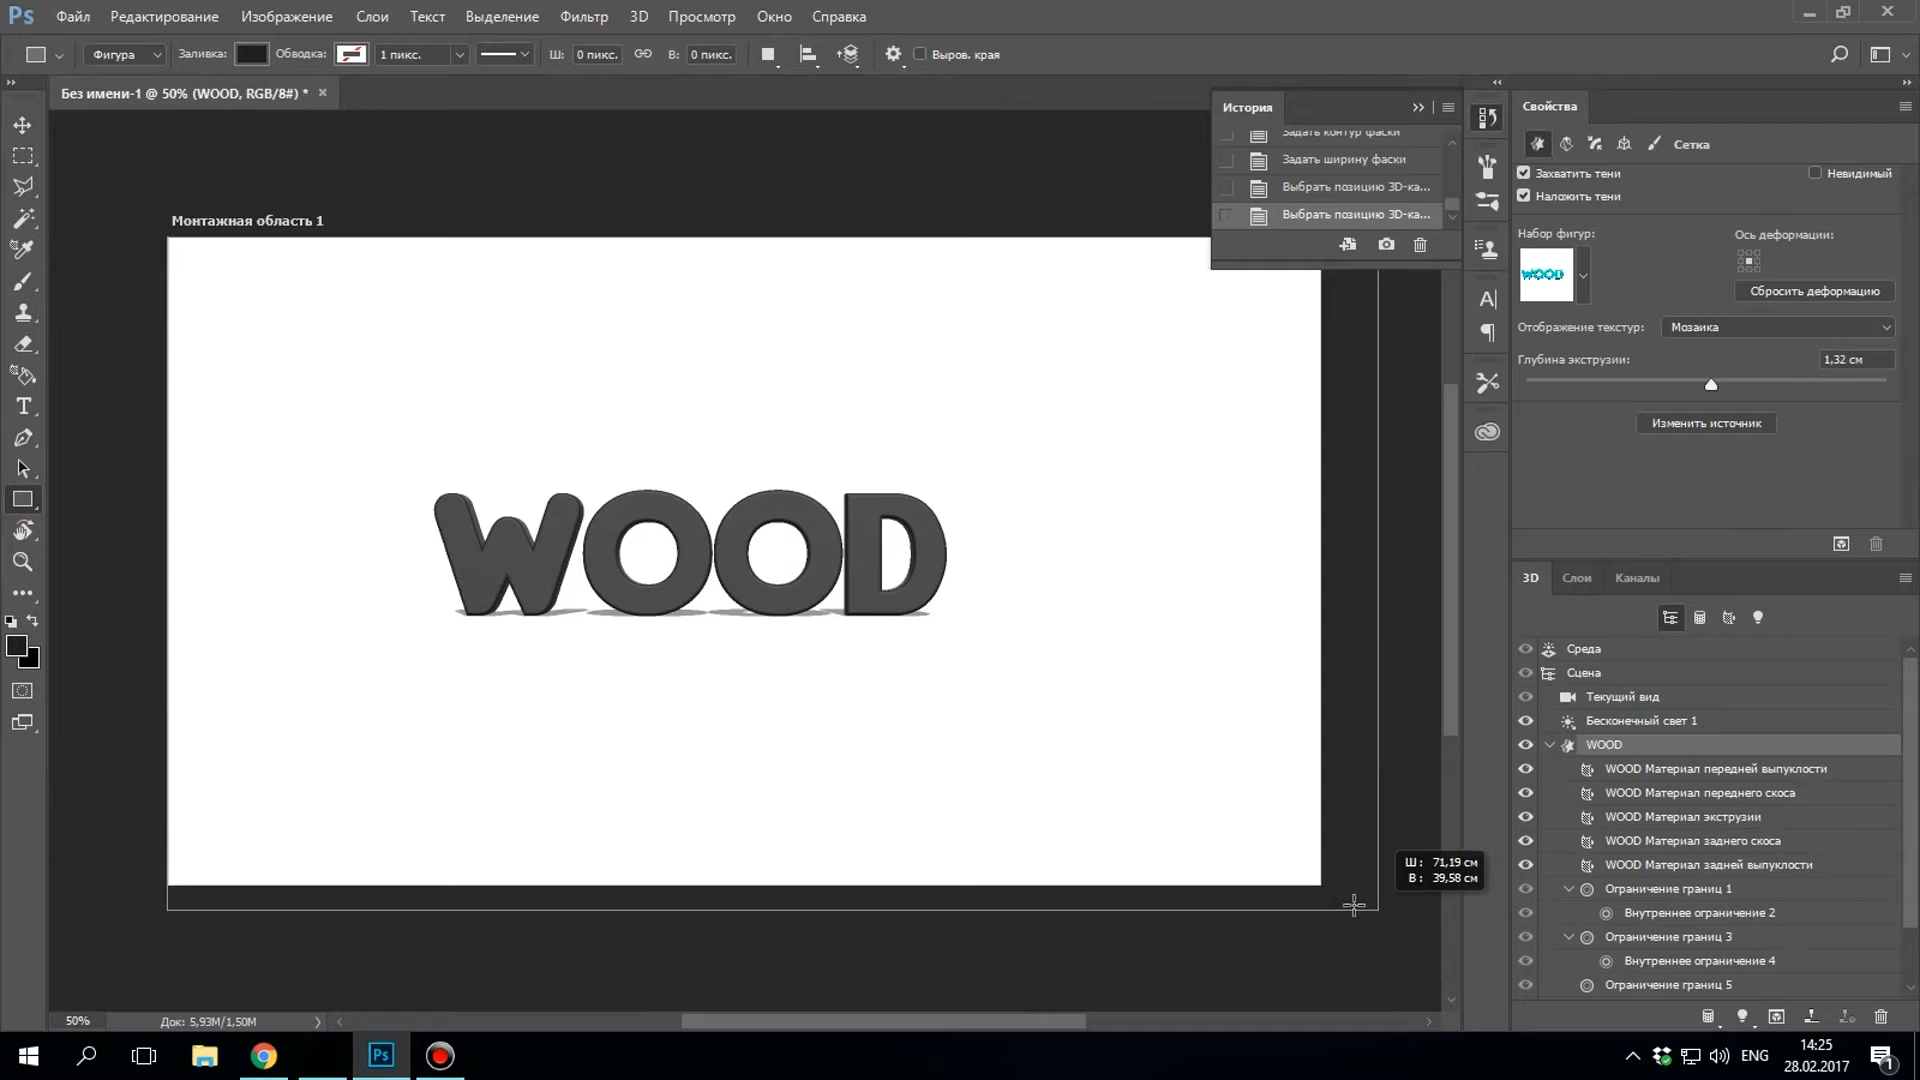 Ps
Файл Редактирование Изображение Слои Текст Выделение Фильтр 3D Просмотр Окно Справка
Фигура Заливка: Обводка: 1 пикс. Ш: 0 пикс. В: 0 пикс. Выров. края
Без имени-1 @ 50% (WOOD, RGB/8#) * ×
История
Задать контур фаски
Задать ширину фаски
Выбрать позицию 3D-ка...
Выбрать позицию 3D-ка...
Свойства
Сетка
Захватить тени Невидимый
Наложить тени
Набор фигур: Ось деформации:
WOOD
Сбросить деформацию
Отображение текстур: Мозаика
Глубина экструзии: 1,32 см
Изменить источник
Монтажная область 1
WOOD
Ш: 71,19 см
В: 39,58 см
3D Слои Каналы
Среда
Сцена
Текущий вид
Бесконечный свет 1
WOOD
WOOD Материал передней выпуклости
WOOD Материал переднего скоса
WOOD Материал экструзии
WOOD Материал заднего скоса
WOOD Материал задней выпуклости
Ограничение границ 1
Внутреннее ограничение 2
Ограничение границ 3
Внутреннее ограничение 4
Ограничение границ 5
50% Док: 5,93M/1,50M
Ps
ENG
14:25
28.02.2017
1